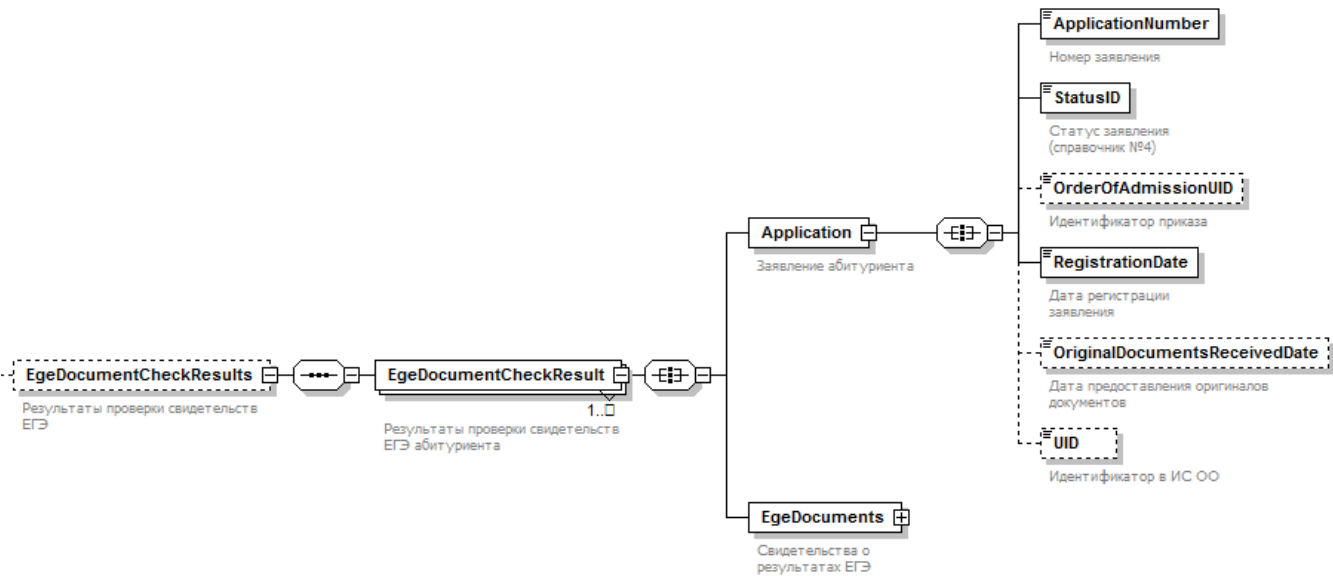 ApplicationNumber
Номер заявления
StatusID
Статус заявления
(справочник №4)
OrderOfAdmissionUID
Идентификатор приказа
Application
Заявление абитуриента
RegistrationDate
Дата регистрации
заявления
EgeDocumentCheckResults
Результаты проверки свидетельств
ЕГЭ
EgeDocumentCheckResult
1..□
Результаты проверки свидетельств
ЕГЭ абитуриента
OriginalDocumentsReceivedDate
Дата предоставления оригиналов
документов
UID
Идентификатор в ИС ОО
EgeDocuments
Свидетельства о
результатах ЕГЭ